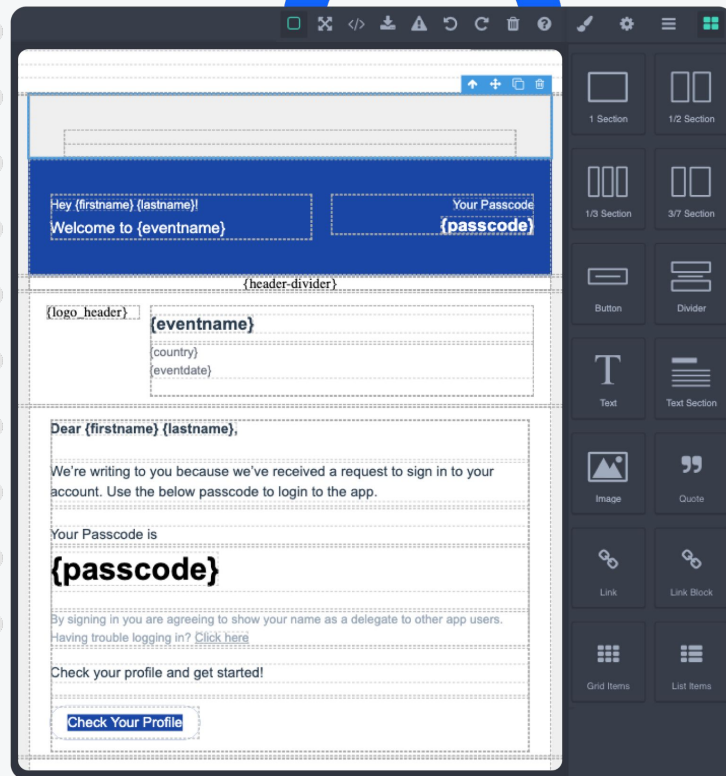 Hey {firstname} {lastname}!
Welcome to {eventname}
Your Passcode
{passcode}
{header-divider}
{logo_header}
{eventname}
{country}
{eventdate}
Dear {firstname} {lastname},
We're writing to you because we've received a request to sign in to your
account. Use the below passcode to login to the app.
Your Passcode is
{passcode}
By signing in you are agreeing to show your name as a delegate to other app users.
Having trouble logging in? Click here
Check your profile and get started!
Check Your Profile
1 Section
1/2 Section
1/3 Section
3/7 Section
Button
Divider
T
Text
Text Section
Image
Quote
Link
Link Block
Grid Items
List Items